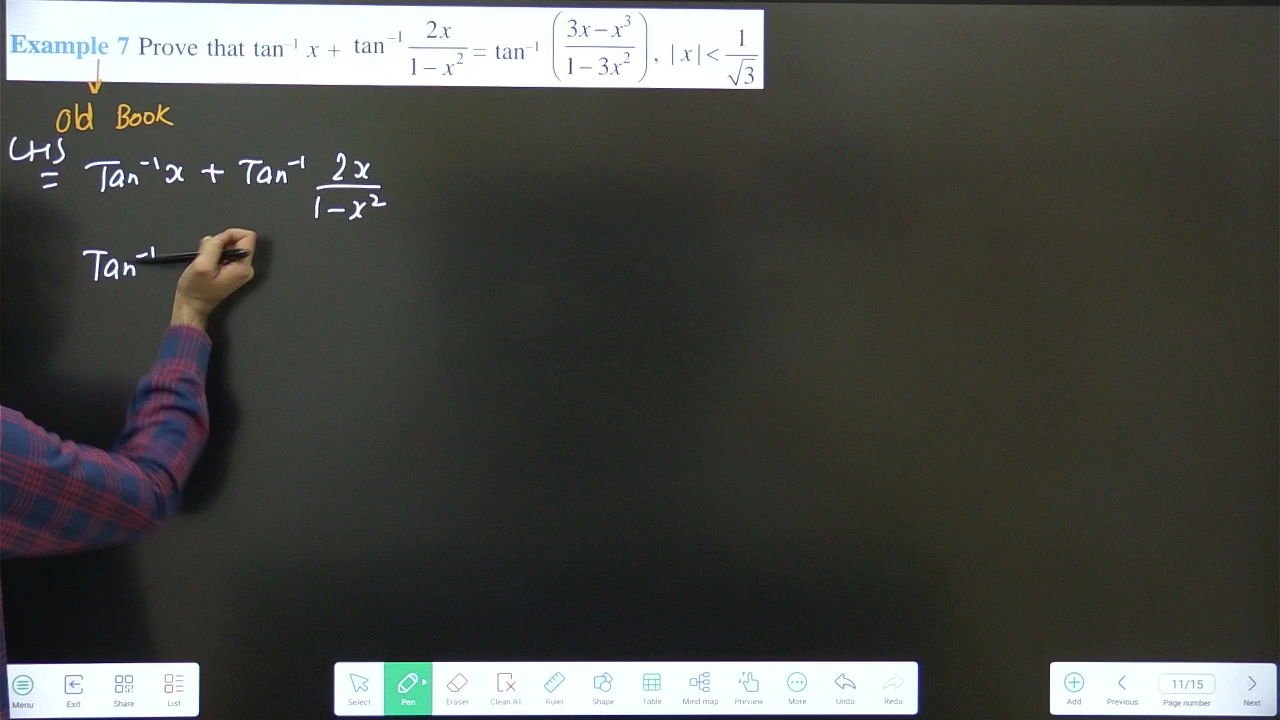 Example 7 Prove that tan⁻¹ x + tan⁻¹ 2x/(1 – x²) = tan⁻¹ ((3x – x³)/(1 – 3x²)), |x| < 1/√3
Old Book
LHS
= Tan⁻¹x + Tan⁻¹ 2x/(1–x²)
Tan⁻¹
Menu Exit Share List Select Pen Eraser Clean All Ruler Shape Table Mind map Preview More Undo Redo Add Previous 11/15 Page number Next